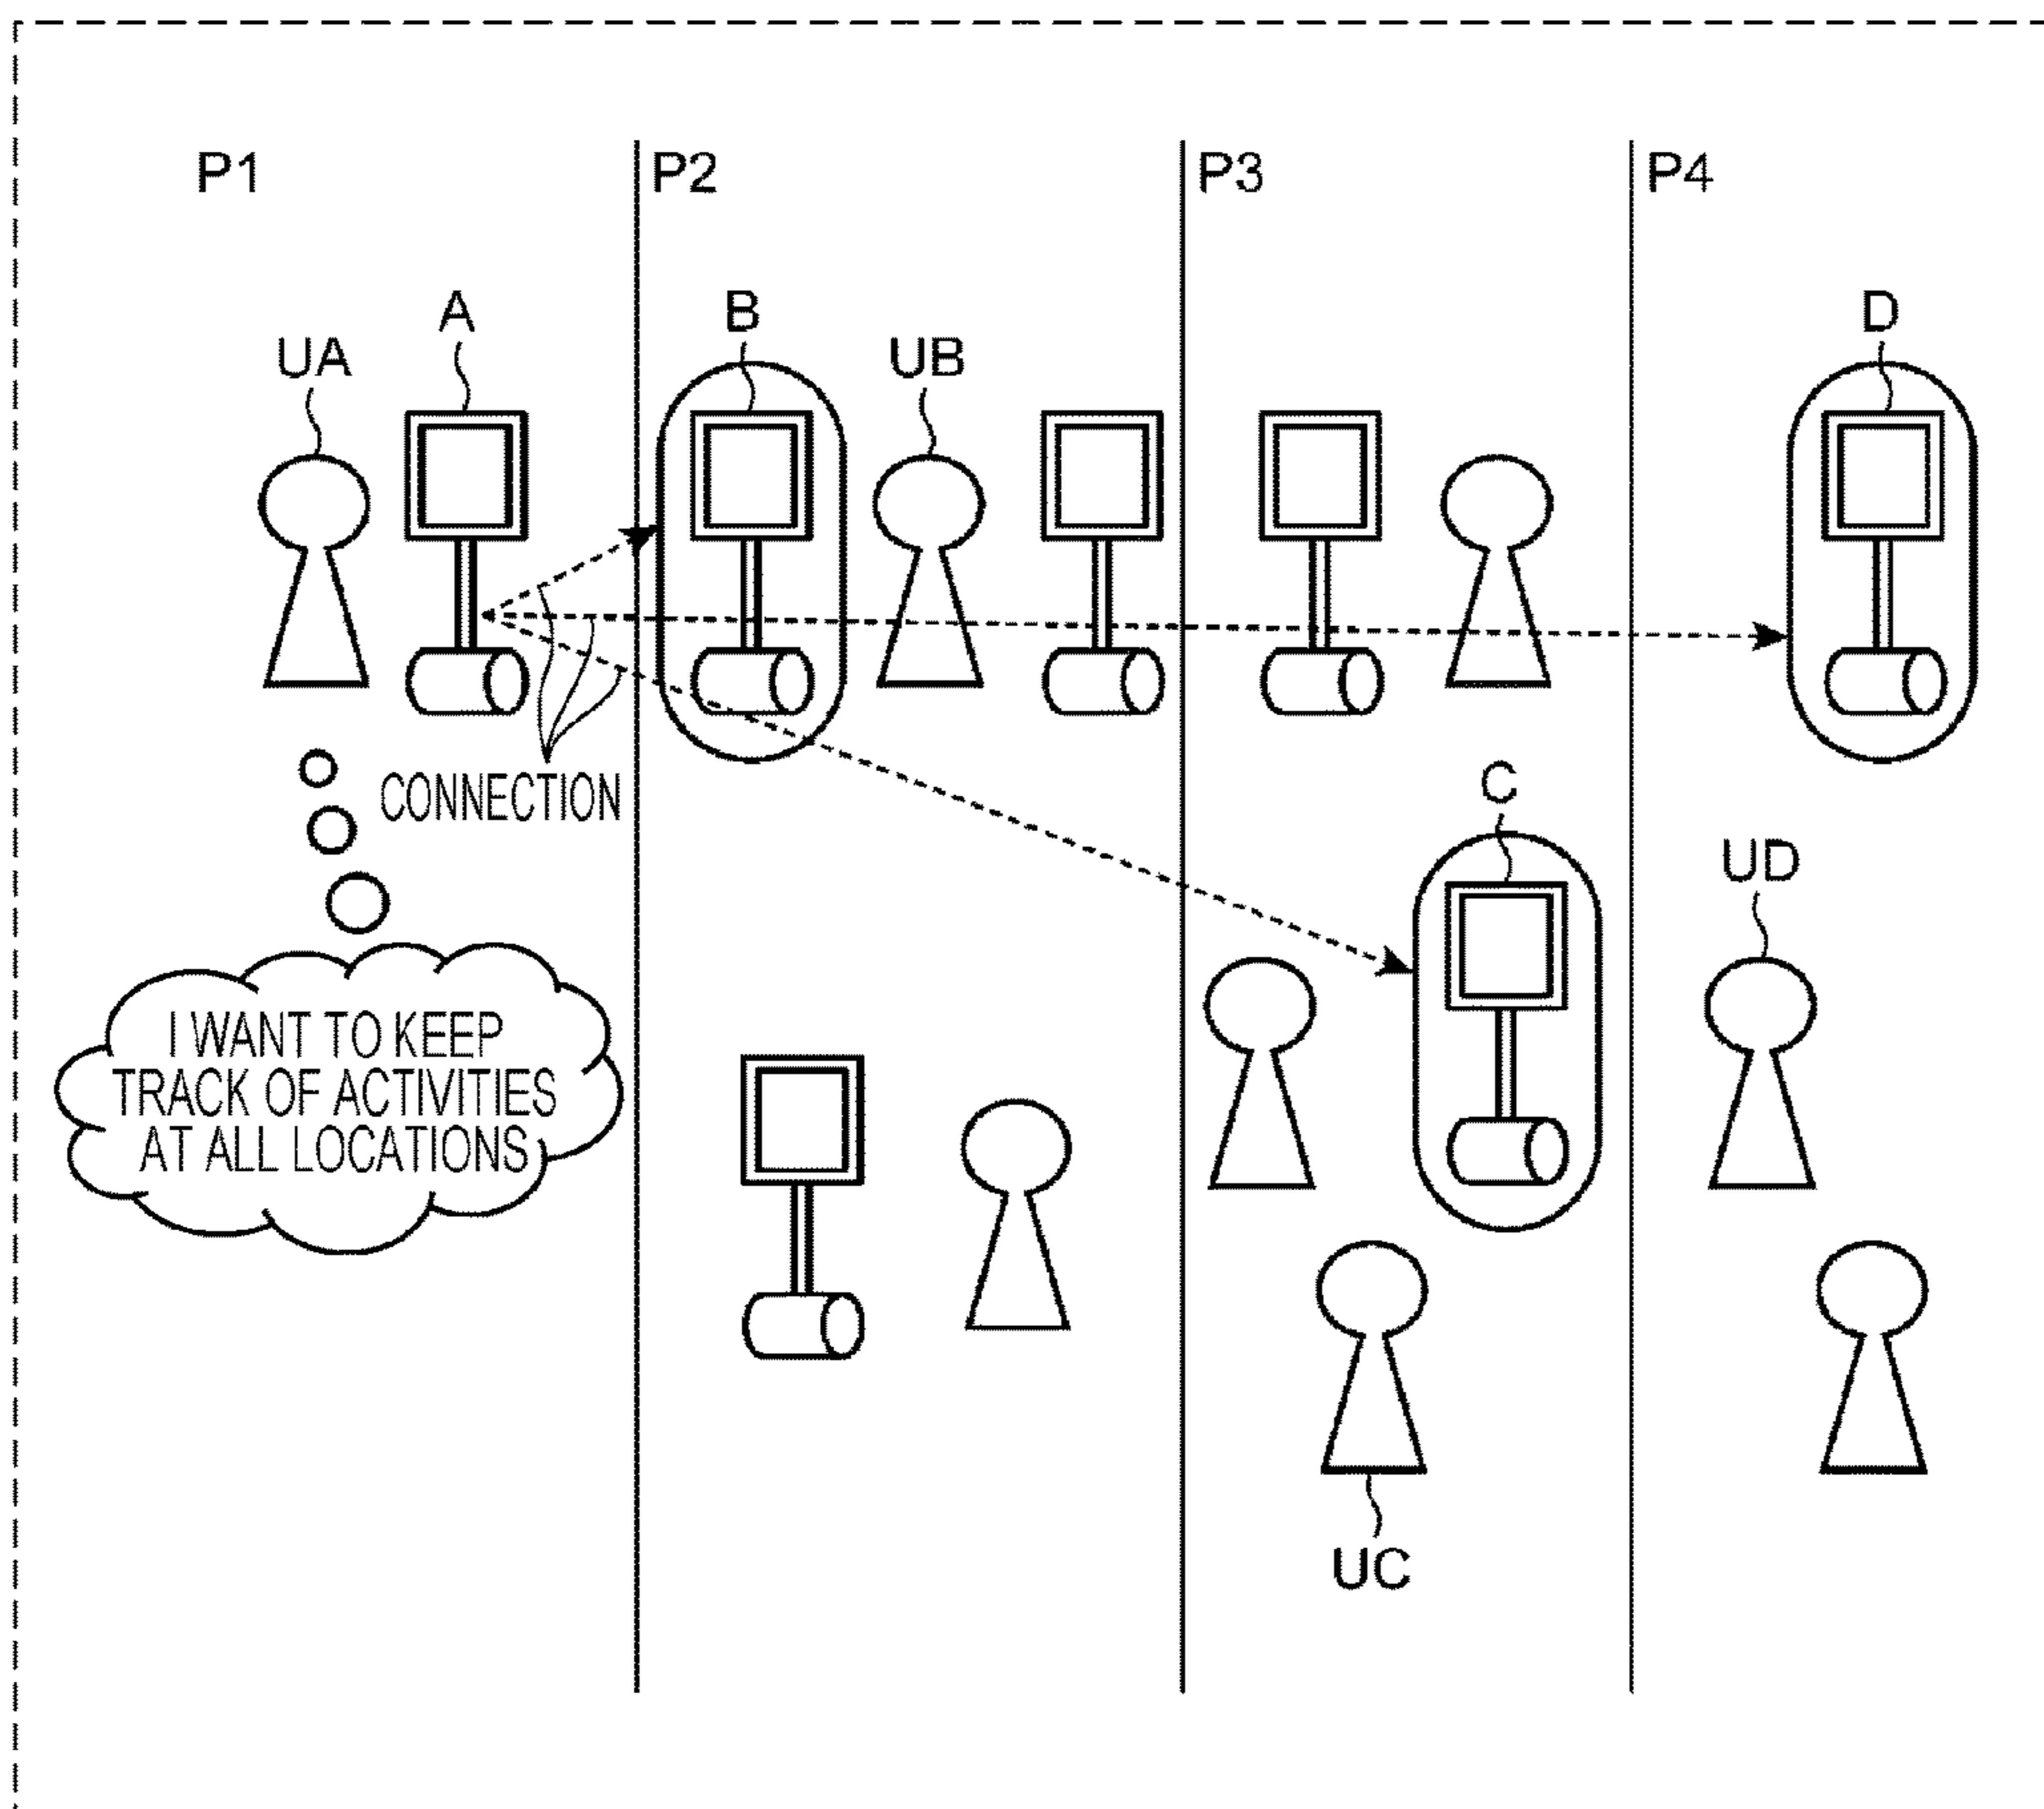 P1
P2
P3
P4
A
B
D
UA
UB
CONNECTION
C
UD
I WANT TO KEEP
TRACK OF ACTIVITIES
AT ALL LOCATIONS
UC